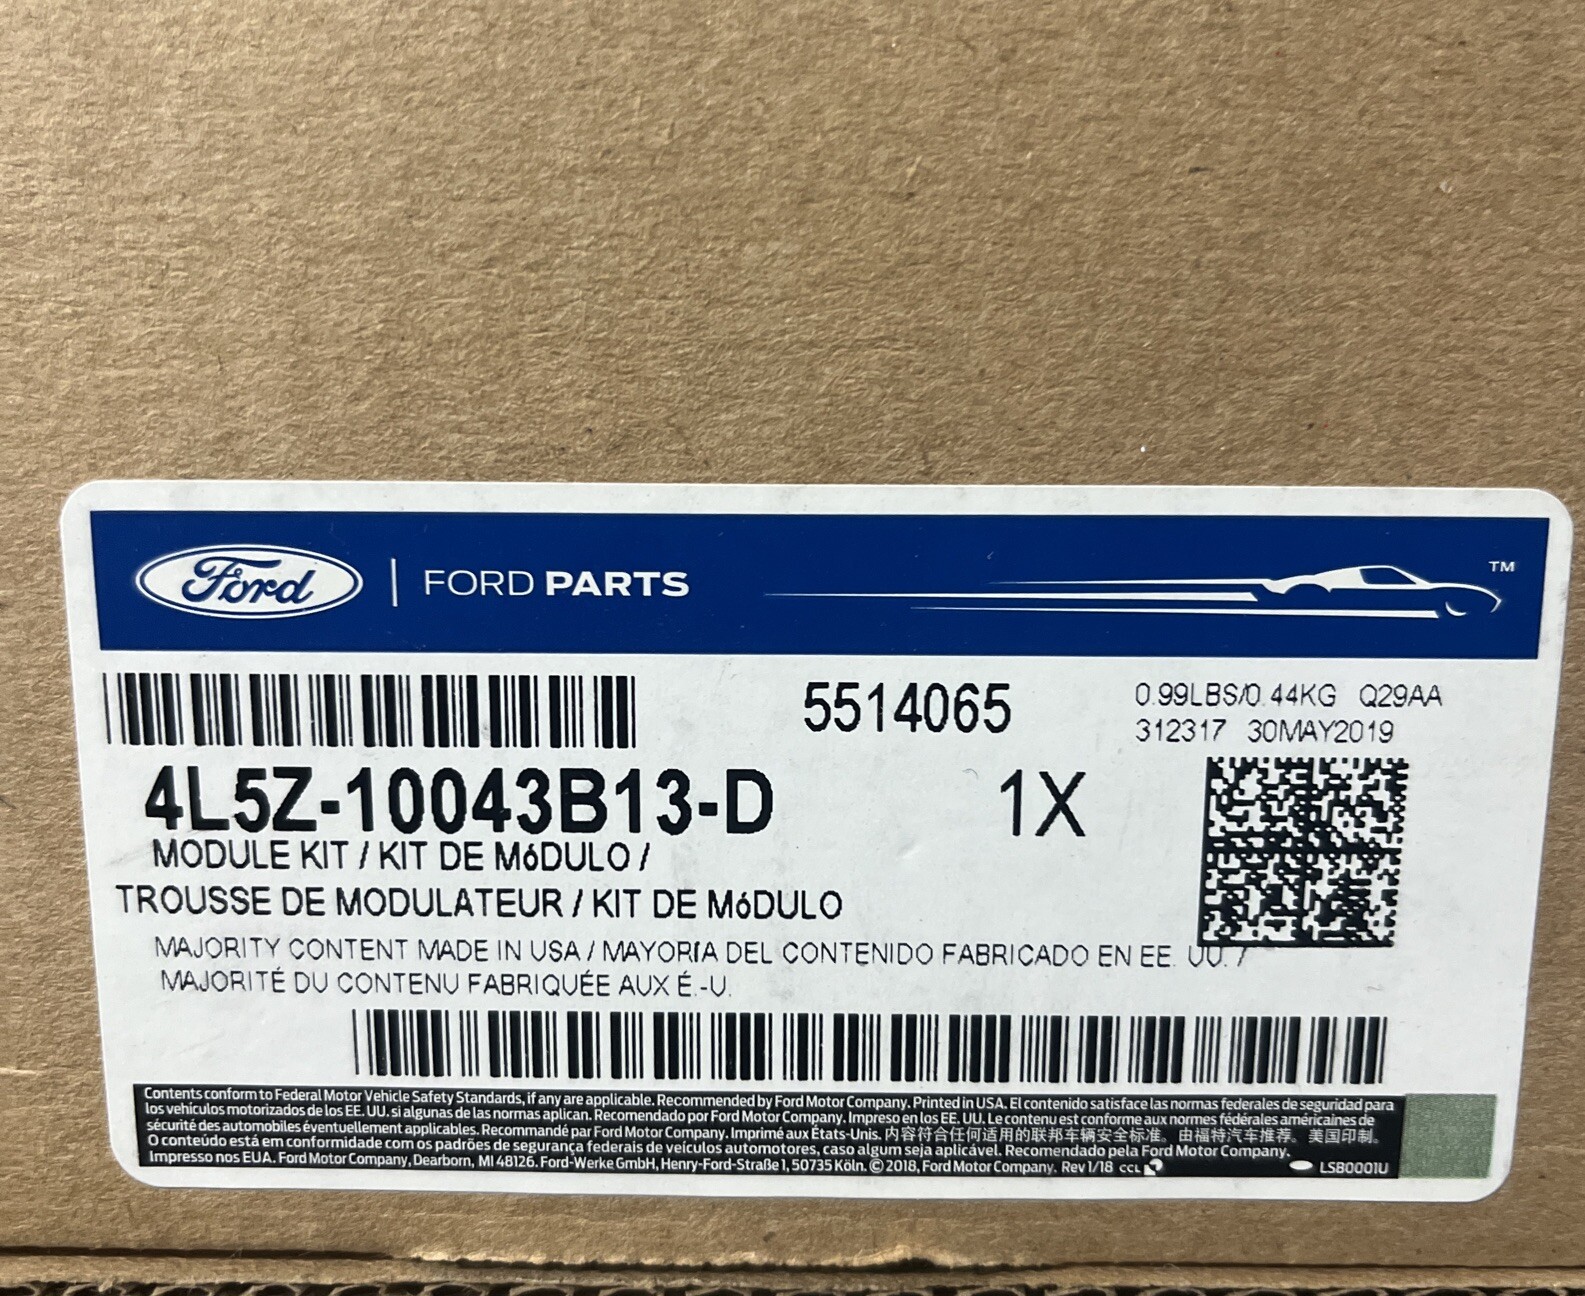 Ford | FORD PARTS ™
5514065
0.99LBS/0.44KG Q29AA
312317 30MAY2019
4L5Z-10043B13-D
1X
MODULE KIT / KIT DE MóDULO /
TROUSSE DE MODULATEUR / KIT DE MóDULO
MAJORITY CONTENT MADE IN USA / MAYORíA DEL CONTENIDO FABRICADO EN EE. UU. /
MAJORITÉ DU CONTENU FABRIQUÉE AUX É.-U.
Contents conform to Federal Motor Vehicle Safety Standards, if any are applicable. Recommended by Ford Motor Company. Printed in USA. El contenido satisface las normas federales de seguridad para
los vehículos motorizados de los EE. UU. si algunas de las normas aplican. Recomendado por Ford Motor Company. Impreso en los EE. UU. Le contenu est conforme aux normes fédérales américaines de
sécurité des automobiles éventuellement applicables. Recommandé par Ford Motor Company. Imprimé aux États-Unis. 内容符合任何适用的联邦车辆安全标准。由福特汽车推荐。美国印制。
O conteúdo está em conformidade com os padrões de segurança federais de veículos automotores, caso algum seja aplicável. Recomendado pela Ford Motor Company.
Impresso nos EUA. Ford Motor Company, Dearborn, MI 48126. Ford-Werke GmbH, Henry-Ford-Straße 1, 50735 Köln. © 2018, Ford Motor Company. Rev 1/18 CCL LSB0001U